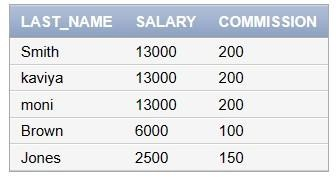 LAST_NAME SALARY COMMISSION
Smith 13000 200
kaviya 13000 200
moni 13000 200
Brown 6000 100
Jones 2500 150